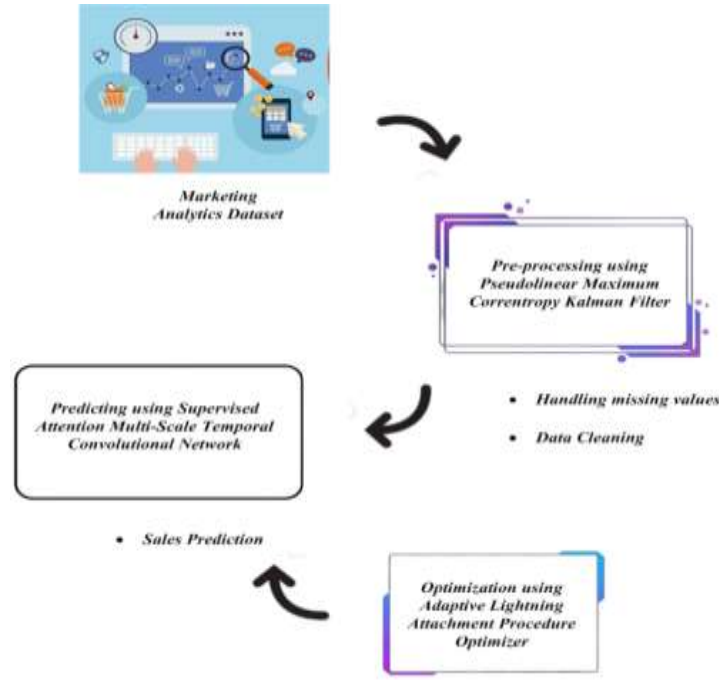 Marketing
Analytics Dataset
Pre-processing using
Pseudolinear Maximum
Correntropy Kalman Filter
• Handling missing values
• Data Cleaning
Predicting using Supervised
Attention Multi-Scale Temporal
Convolutional Network
• Sales Prediction
Optimization using
Adaptive Lightning
Attachment Procedure
Optimizer